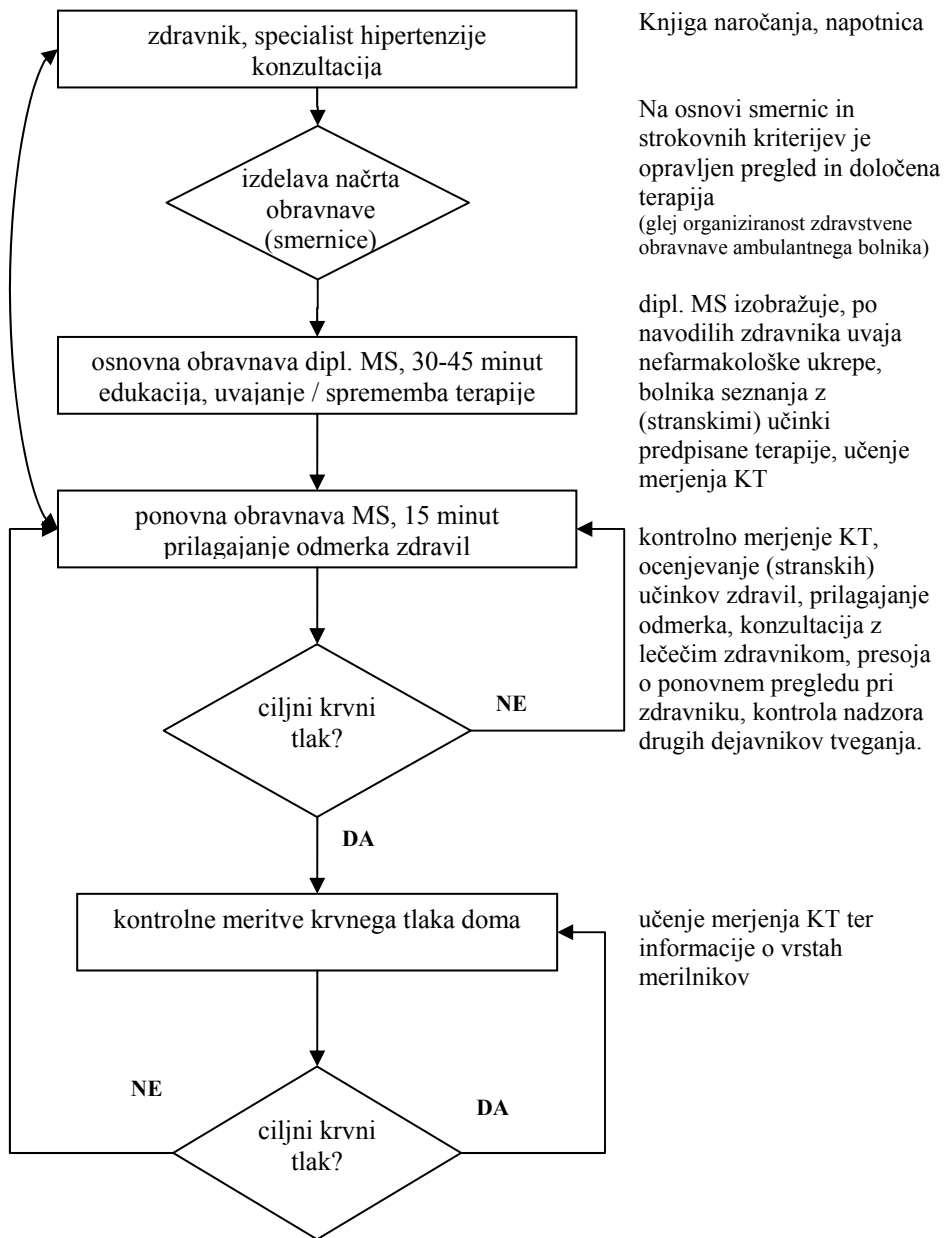 zdravnik, specialist hipertenzije
konzultacija
Knjiga naročanja, napotnica
izdelava načrta
obravnave
(smernice)
Na osnovi smernic in
strokovnih kriterijev je
opravljen pregled in določena
terapija
(glej organiziranost zdravstvene
obravnave ambulantnega bolnika)
osnovna obravnava dipl. MS, 30-45 minut
edukacija, uvajanje / sprememba terapije
dipl. MS izobražuje, po
navodilih zdravnika uvaja
nefarmakološke ukrepe,
bolnika seznanja z
(stranskimi) učinki
predpisane terapije, učenje
merjenja KT
ponovna obravnava MS, 15 minut
prilagajanje odmerka zdravil
kontrolno merjenje KT,
ocenjevanje (stranskih)
učinkov zdravil, prilagajanje
odmerka, konzultacija z
lečečim zdravnikom, presoja
o ponovnem pregledu pri
zdravniku, kontrola nadzora
drugih dejavnikov tveganja.
ciljni krvni
tlak?
NE
DA
kontrolne meritve krvnega tlaka doma
učenje merjenja KT ter
informacije o vrstah
merilnikov
NE
ciljni krvni
tlak?
DA